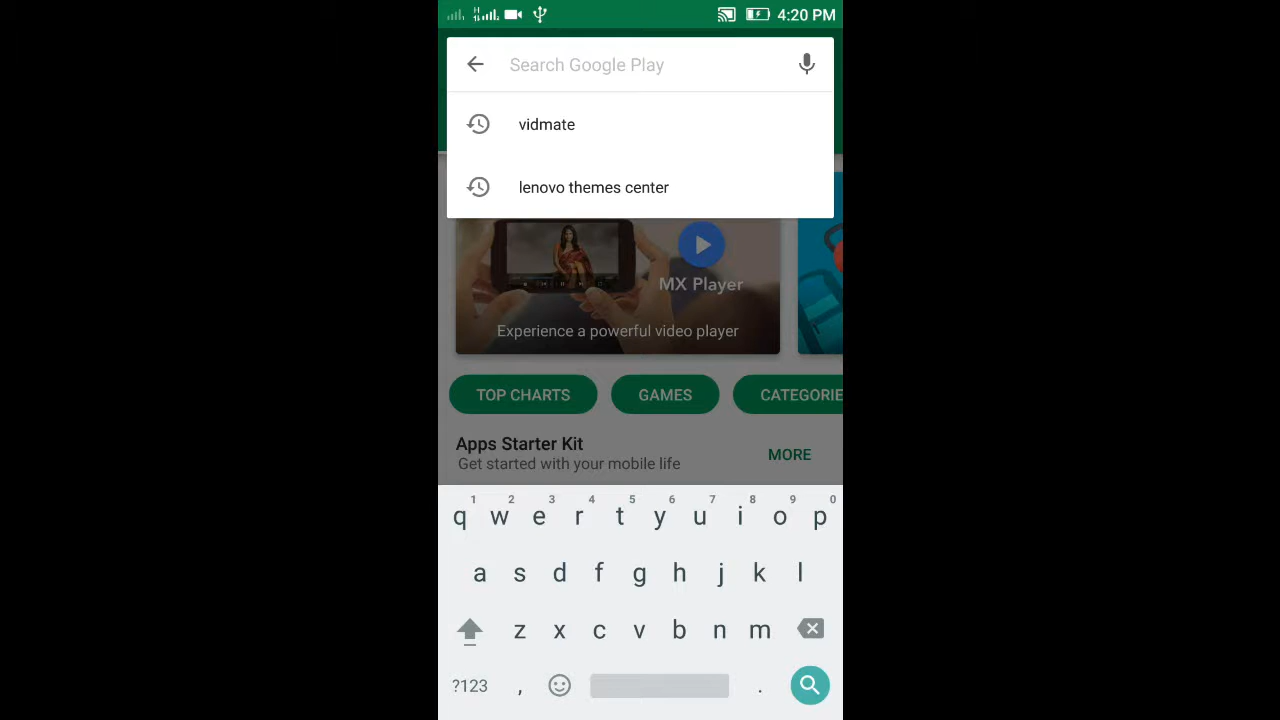 H 4:20 PM
Search Google Play
vidmate
lenovo themes center
MX Player
Experience a powerful video player
TOP CHARTS GAMES CATEGORIE
Apps Starter Kit
Get started with your mobile life
MORE
1 2 3 4 5 6 7 8 9 0
q w e r t y u i o p
a s d f g h j k l
z x c v b n m
?123 , .